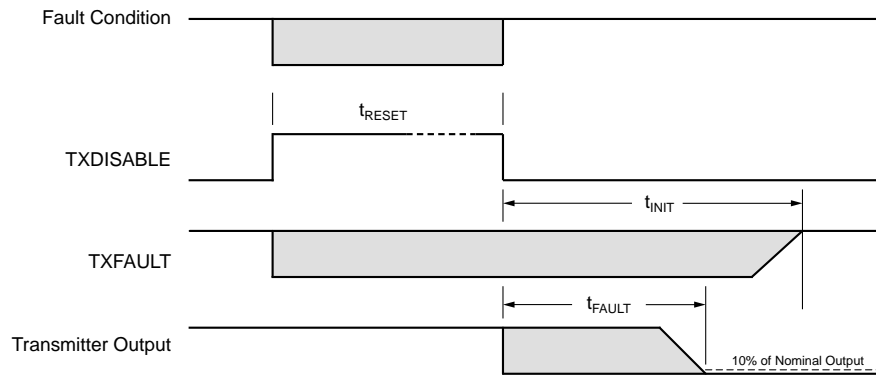 Fault Condition
tRESET
TXDISABLE
tINIT
TXFAULT
tFAULT
Transmitter Output
10% of Nominal Output